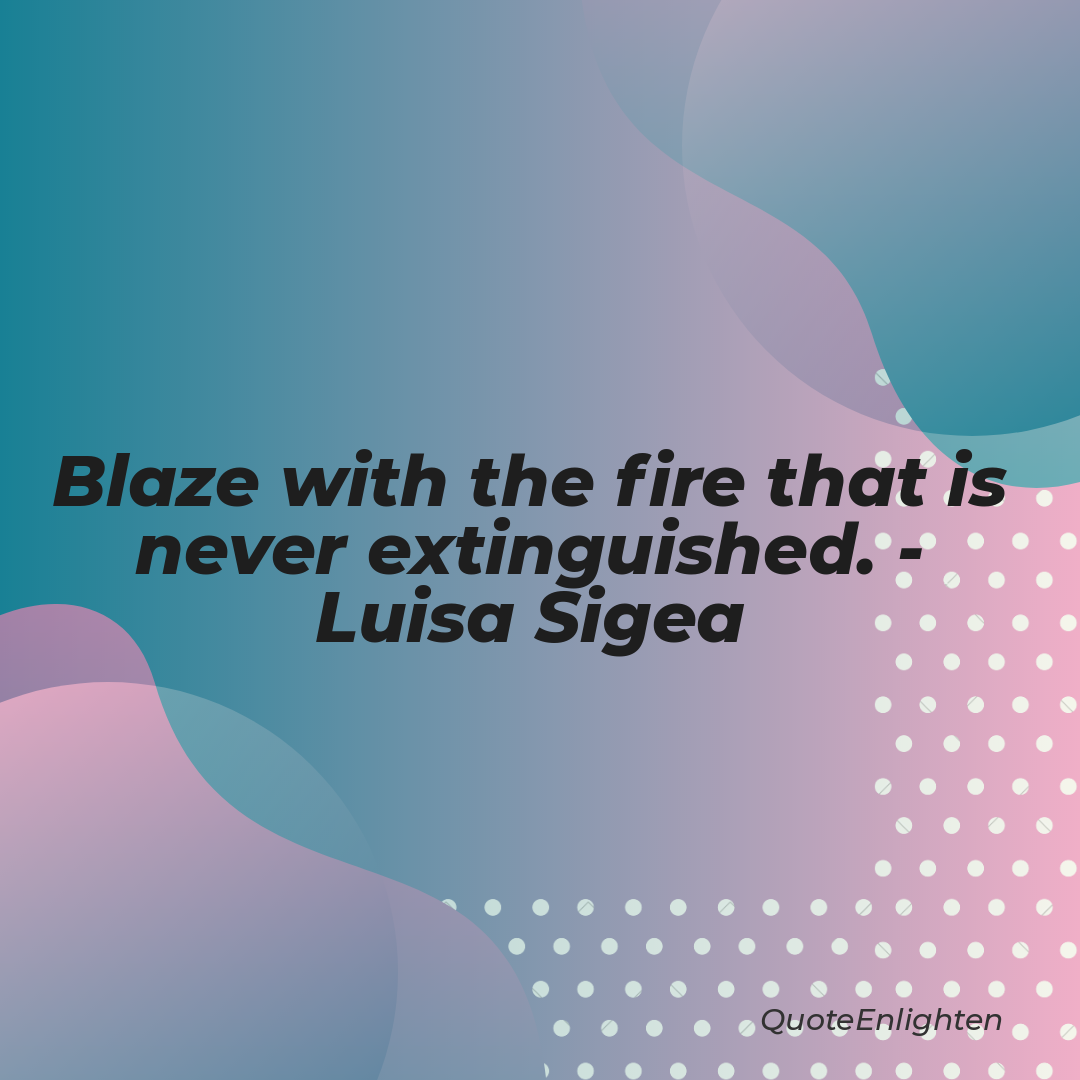 Blaze with the fire that is
never extinguished. -
Luisa Sigea
QuoteEnlighten